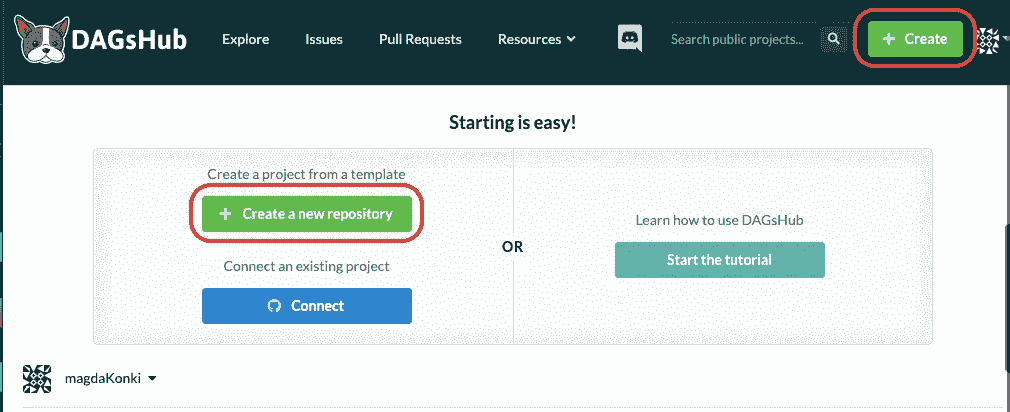 DAGsHub Explore Issues Pull Requests Resources Search public projects... + Create
Starting is easy!
Create a project from a template
+ Create a new repository
Learn how to use DAGsHub
OR
Start the tutorial
Connect an existing project
Connect
magdaKonki